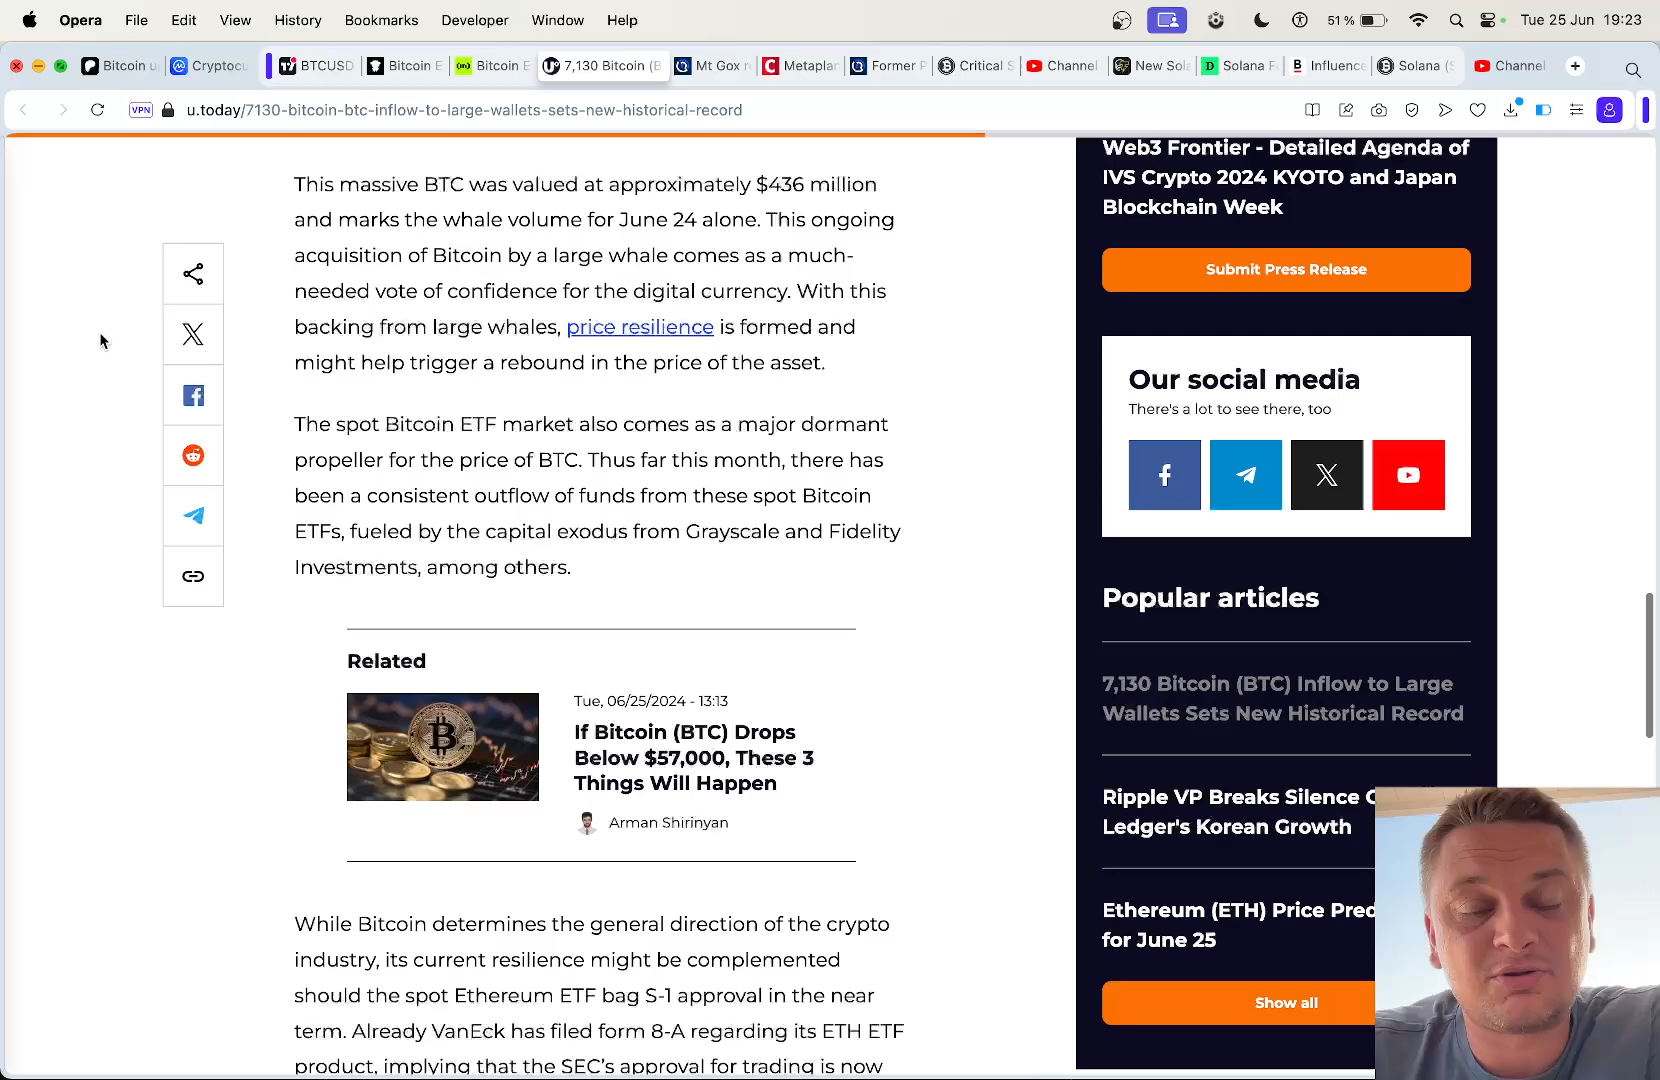 Opera File Edit View History Bookmarks Developer Window Help 51 % Tue 25 Jun 19:23
Bitcoin u Cryptocu BTCUSD Bitcoin E Bitcoin E 7,130 Bitcoin (B Mt Gox r Metaplan Former P Critical S Channel New Sola Solana F Influence Solana (S Channel
VPN u.today/7130-bitcoin-btc-inflow-to-large-wallets-sets-new-historical-record
This massive BTC was valued at approximately $436 million
and marks the whale volume for June 24 alone. This ongoing
acquisition of Bitcoin by a large whale comes as a much-
needed vote of confidence for the digital currency. With this
backing from large whales, price resilience is formed and
might help trigger a rebound in the price of the asset.
The spot Bitcoin ETF market also comes as a major dormant
propeller for the price of BTC. Thus far this month, there has
been a consistent outflow of funds from these spot Bitcoin
ETFs, fueled by the capital exodus from Grayscale and Fidelity
Investments, among others.
Related
Tue, 06/25/2024 - 13:13
If Bitcoin (BTC) Drops
Below $57,000, These 3
Things Will Happen
Arman Shirinyan
While Bitcoin determines the general direction of the crypto
industry, its current resilience might be complemented
should the spot Ethereum ETF bag S-1 approval in the near
term. Already VanEck has filed form 8-A regarding its ETH ETF
product, implying that the SEC's approval for trading is now
Web3 Frontier - Detailed Agenda of
IVS Crypto 2024 KYOTO and Japan
Blockchain Week
Submit Press Release
Our social media
There's a lot to see there, too
Popular articles
7,130 Bitcoin (BTC) Inflow to Large
Wallets Sets New Historical Record
Ripple VP Breaks Silence
Ledger's Korean Growth
Ethereum (ETH) Price Pred
for June 25
Show all